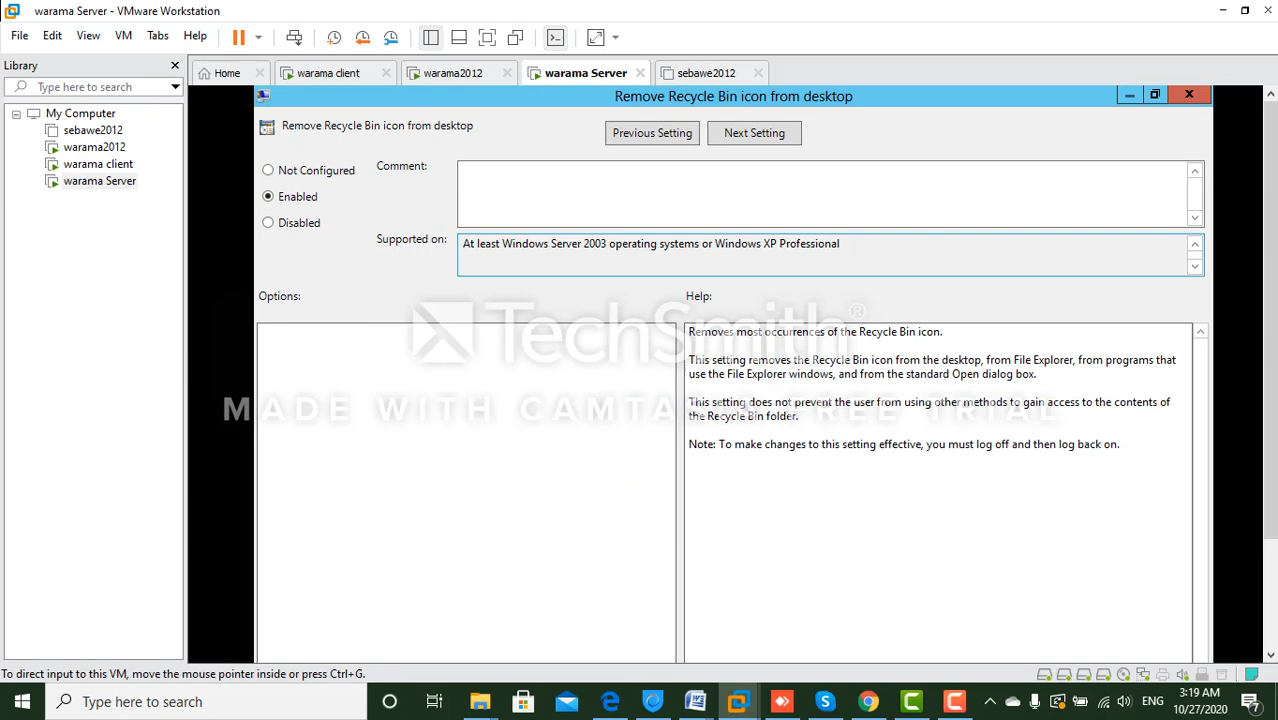 warama Server - VMware Workstation
File Edit View VM Tabs Help
Library
Type here to search
My Computer
sebawe2012
warama2012
warama client
warama Server
Home
warama client
warama2012
warama Server
sebawe2012
Remove Recycle Bin icon from desktop
Remove Recycle Bin icon from desktop
Previous Setting
Next Setting
Not Configured
Enabled
Disabled
Comment:
Supported on:
At least Windows Server 2003 operating systems or Windows XP Professional
Options:
Help:
Removes most occurrences of the Recycle Bin icon.
This setting removes the Recycle Bin icon from the desktop, from File Explorer, from programs that
use the File Explorer windows, and from the standard Open dialog box.
This setting does not prevent the user from using other methods to gain access to the contents of
the Recycle Bin folder.
Note: To make changes to this setting effective, you must log off and then log back on.
TechSmith®
MADE WITH CAMTASIA FREE TRIAL
To direct input to this VM, move the mouse pointer inside or press Ctrl+G.
Type here to search
ENG
3:19 AM
10/27/2020
7